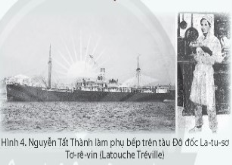 Hình 4. Nguyễn Tất Thành làm phụ bếp trên tàu Đô đốc La-tu-sơ
Tơ-rê-vin (Latouche Tréville)